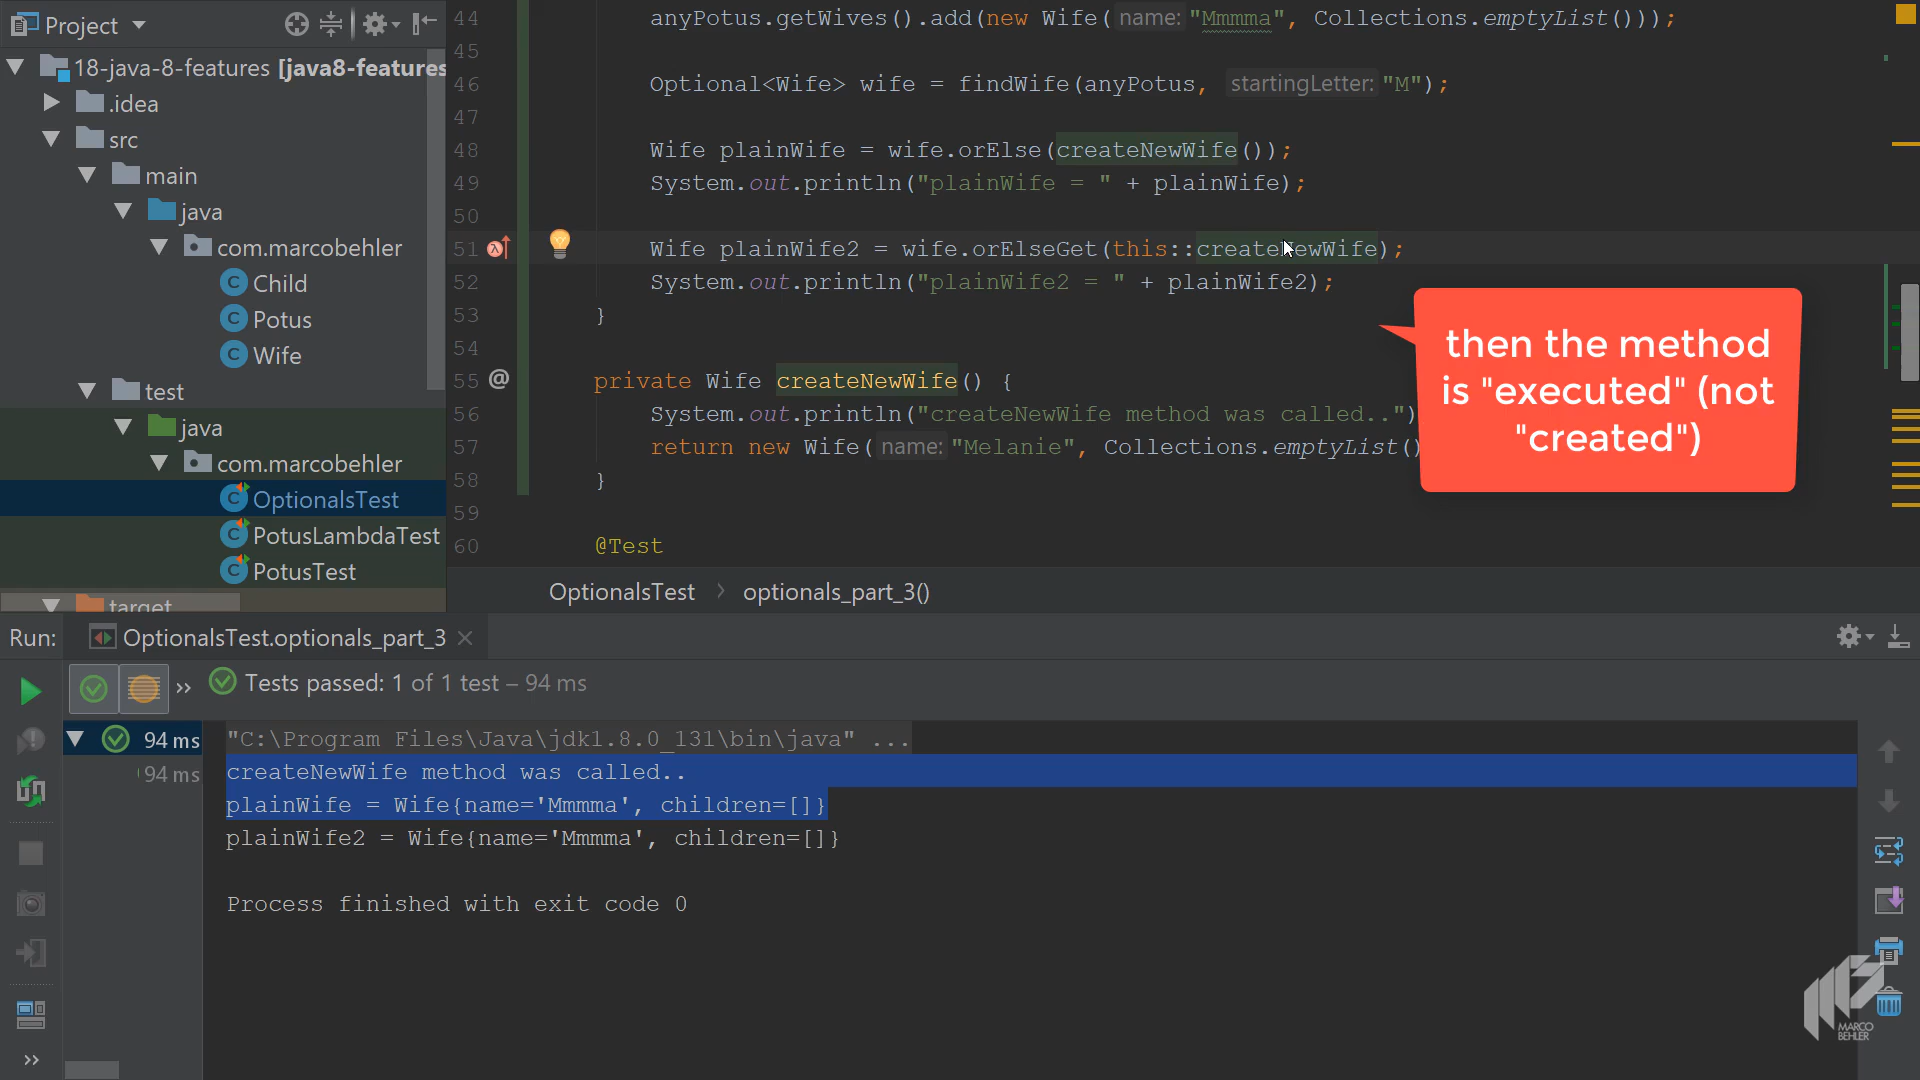 Project
18-java-8-features [java8-features
.idea
src
main
java
com.marcobehler
Child
Potus
Wife
test
java
com.marcobehler
OptionalsTest
PotusLambdaTest
PotusTest
target
44 anyPotus.getWives().add(new Wife( name: "Mmmma", Collections.emptyList()));
45
46 Optional<Wife> wife = findWife(anyPotus, startingLetter: "M");
47
48 Wife plainWife = wife.orElse(createNewWife());
49 System.out.println("plainWife = " + plainWife);
50
51 Wife plainWife2 = wife.orElseGet(this::createNewWife);
52 System.out.println("plainWife2 = " + plainWife2);
53 }
54
55 @ private Wife createNewWife() {
56 System.out.println("createNewWife method was called..")
57 return new Wife( name: "Melanie", Collections.emptyList()
58 }
59
60 @Test
then the method
is "executed" (not
"created")
OptionalsTest > optionals_part_3()
Run: OptionalsTest.optionals_part_3
Tests passed: 1 of 1 test – 94 ms
94 ms
94 ms
"C:\Program Files\Java\jdk1.8.0_131\bin\java" ...
createNewWife method was called..
plainWife = Wife{name='Mmmma', children=[]}
plainWife2 = Wife{name='Mmmma', children=[]}
Process finished with exit code 0
MARCO
BEHLER